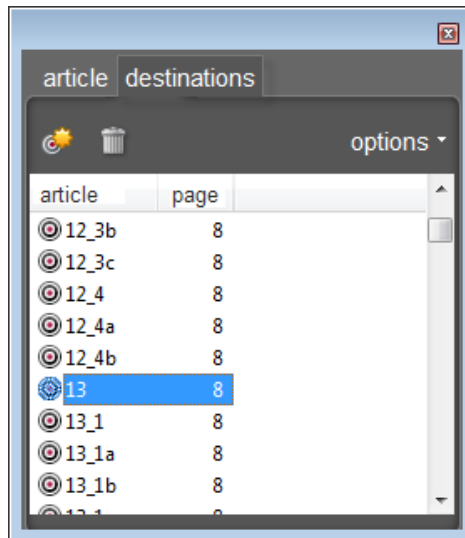 article destinations
options
article page
12_3b 8
12_3c 8
12_4 8
12_4a 8
12_4b 8
13 8
13_1 8
13_1a 8
13_1b 8